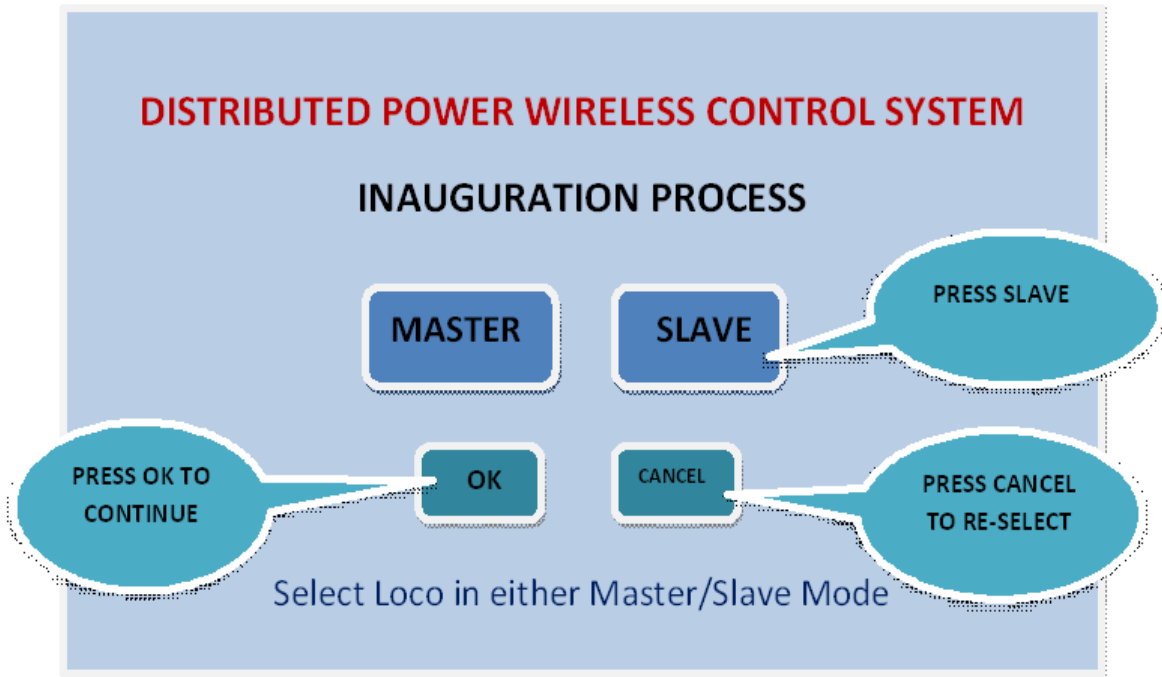 DISTRIBUTED POWER WIRELESS CONTROL SYSTEM
INAUGURATION PROCESS
MASTER
SLAVE
PRESS SLAVE
PRESS OK TO
CONTINUE
OK
CANCEL
PRESS CANCEL
TO RE-SELECT
Select Loco in either Master/Slave Mode